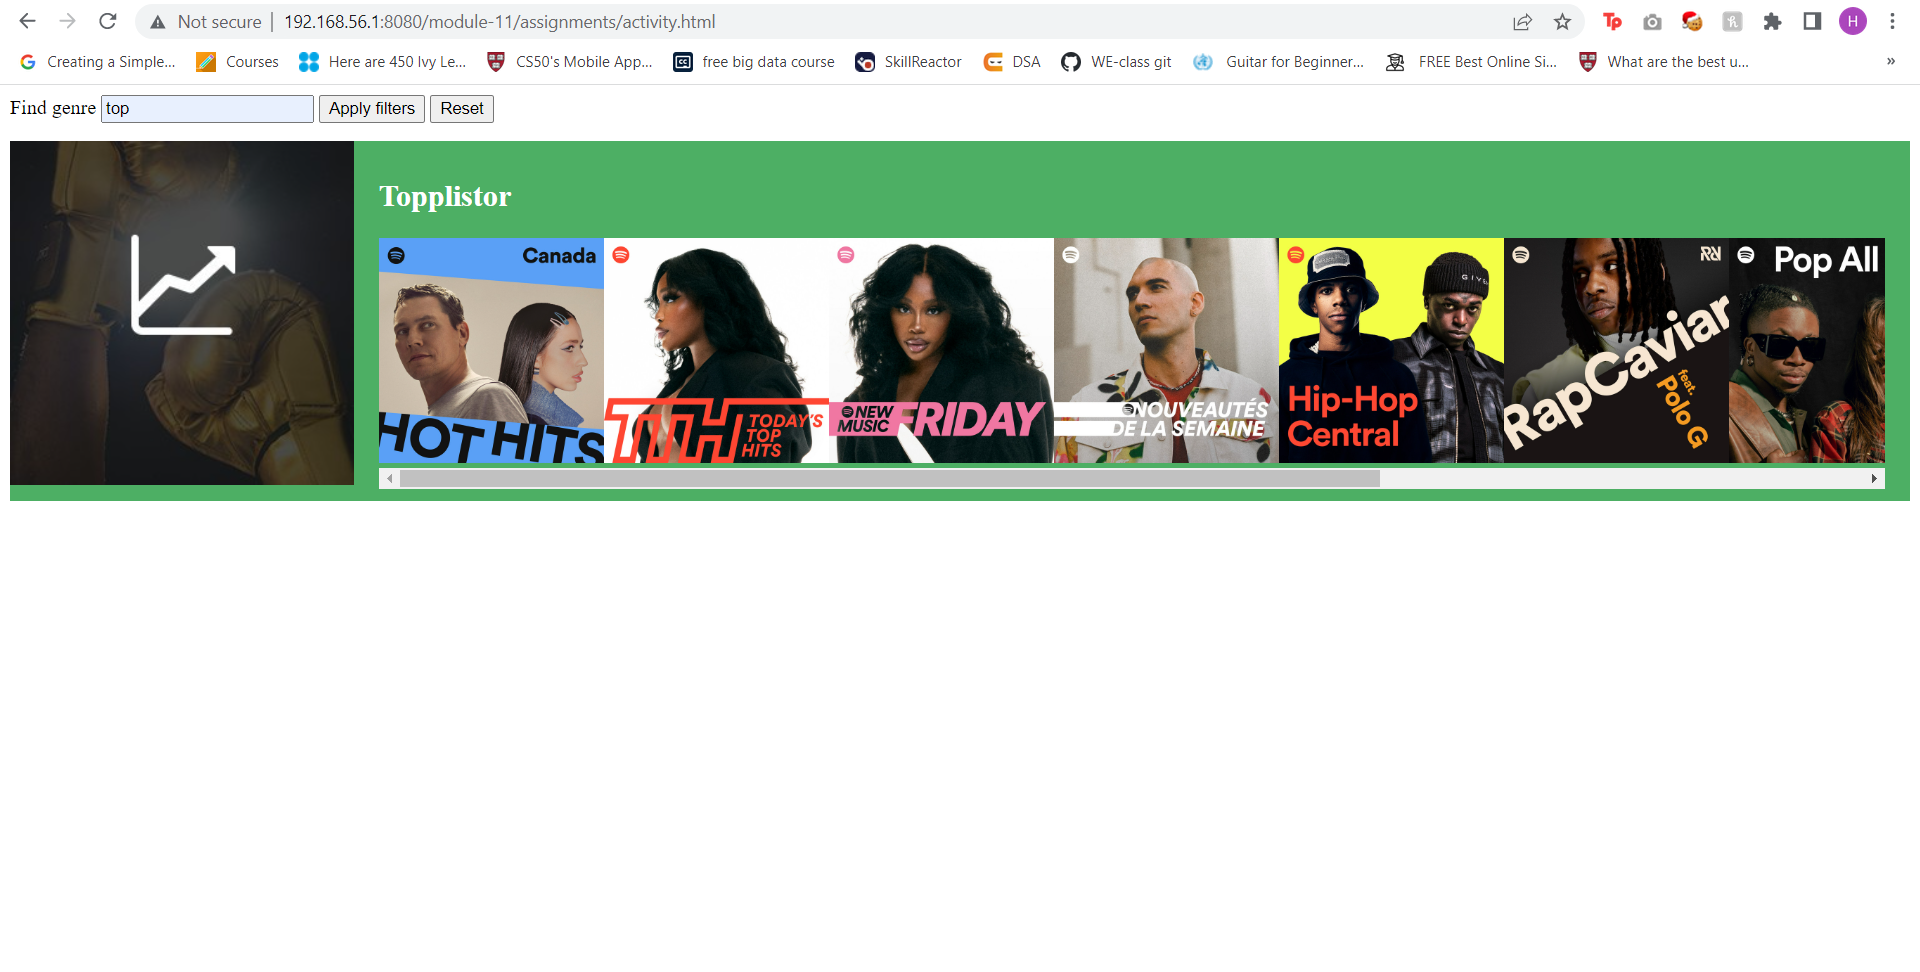 Not secure | 192.168.56.1:8080/module-11/assignments/activity.html
Tp
H
Creating a Simple... Courses Here are 450 Ivy Le... CS50's Mobile App... free big data course SkillReactor DSA WE-class git Guitar for Beginner... FREE Best Online Si... What are the best u... »
Find genre top Apply filters Reset
Topplistor
Canada
HOT HITS
TTH TODAY'S
TOP
HITS
NEW
MUSIC FRIDAY
NOUVEAUTÉS
DE LA SEMAINE
Hip-Hop
Central
RapCaviar
feat.
Polo G
Pop All